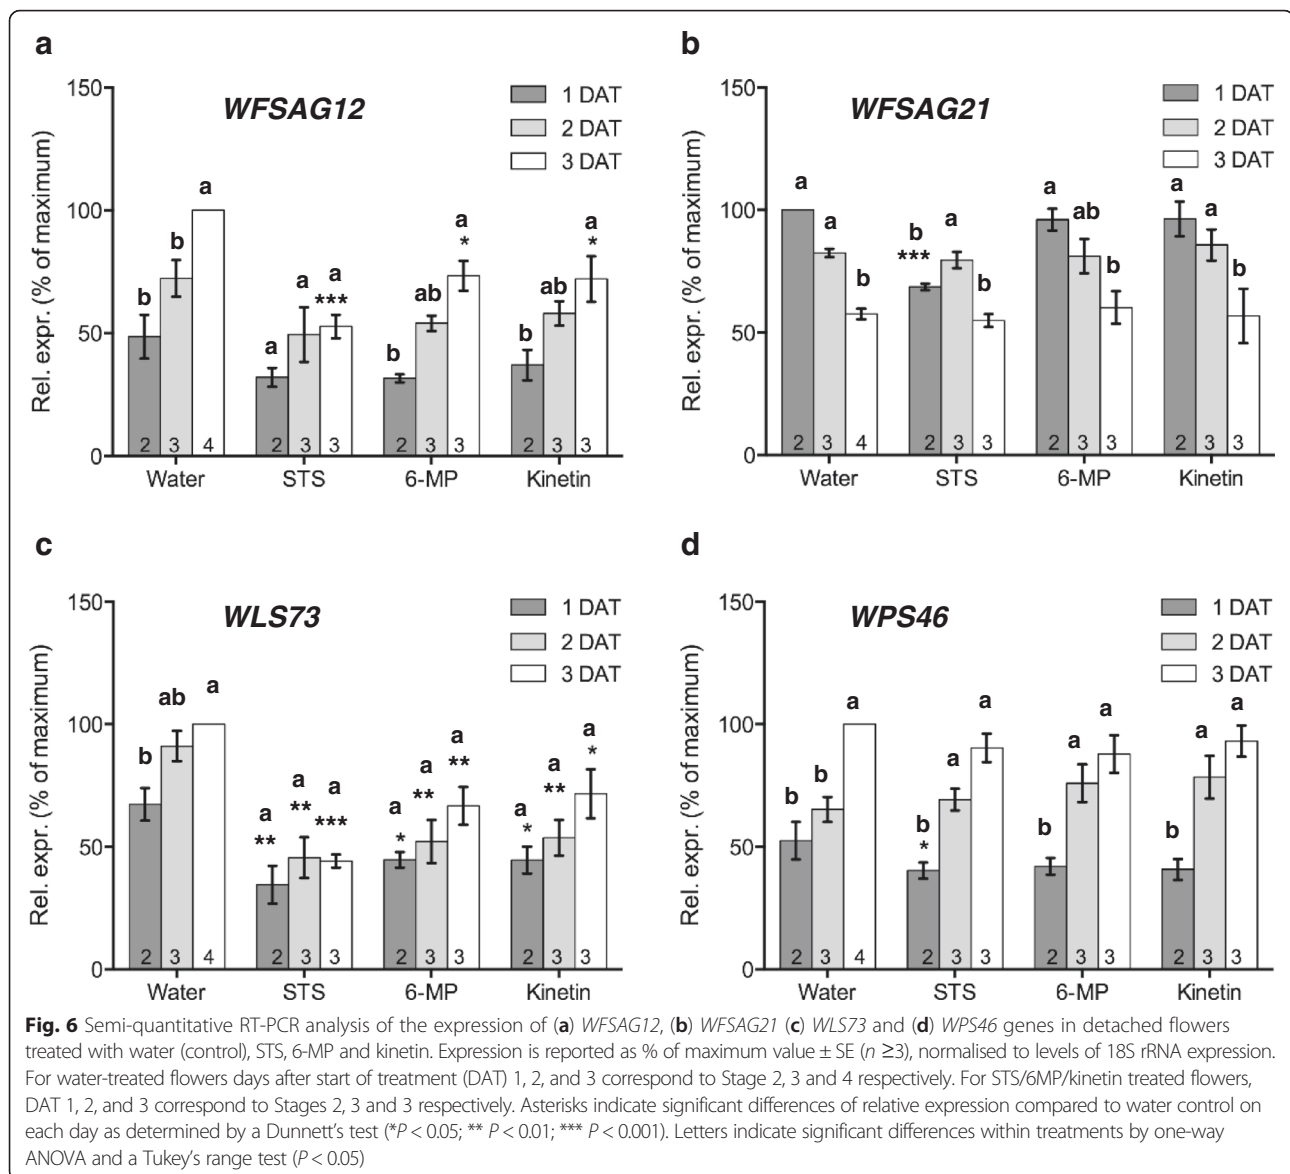 a
WFSAG12
1 DAT
2 DAT
3 DAT
Rel. expr. (% of maximum)
150
100
50
0
b b a
a a a
***
b ab a
*
b ab a
*
2 3 4 2 3 3 2 3 3 2 3 3
Water STS 6-MP Kinetin
b
WFSAG21
1 DAT
2 DAT
3 DAT
Rel. expr. (% of maximum)
150
100
50
0
a a b
b a b
***
a ab b
a a b
2 3 4 2 3 3 2 3 3 2 3 3
Water STS 6-MP Kinetin
c
WLS73
1 DAT
2 DAT
3 DAT
Rel. expr. (% of maximum)
150
100
50
0
b ab a
a a a
** ** ***
a a a
* ** **
a a a
* ** *
2 3 4 2 3 3 2 3 3 2 3 3
Water STS 6-MP Kinetin
d
WPS46
1 DAT
2 DAT
3 DAT
Rel. expr. (% of maximum)
150
100
50
0
b b a
b a a
*
b a a
b a a
2 3 4 2 3 3 2 3 3 2 3 3
Water STS 6-MP Kinetin
Fig. 6 Semi-quantitative RT-PCR analysis of the expression of (a) WFSAG12, (b) WFSAG21 (c) WLS73 and (d) WPS46 genes in detached flowers
treated with water (control), STS, 6-MP and kinetin. Expression is reported as % of maximum value ± SE (n ≥3), normalised to levels of 18S rRNA expression.
For water-treated flowers days after start of treatment (DAT) 1, 2, and 3 correspond to Stage 2, 3 and 4 respectively. For STS/6MP/kinetin treated flowers,
DAT 1, 2, and 3 correspond to Stages 2, 3 and 3 respectively. Asterisks indicate significant differences of relative expression compared to water control on
each day as determined by a Dunnett's test (*P < 0.05; ** P < 0.01; *** P < 0.001). Letters indicate significant differences within treatments by one-way
ANOVA and a Tukey's range test (P < 0.05)